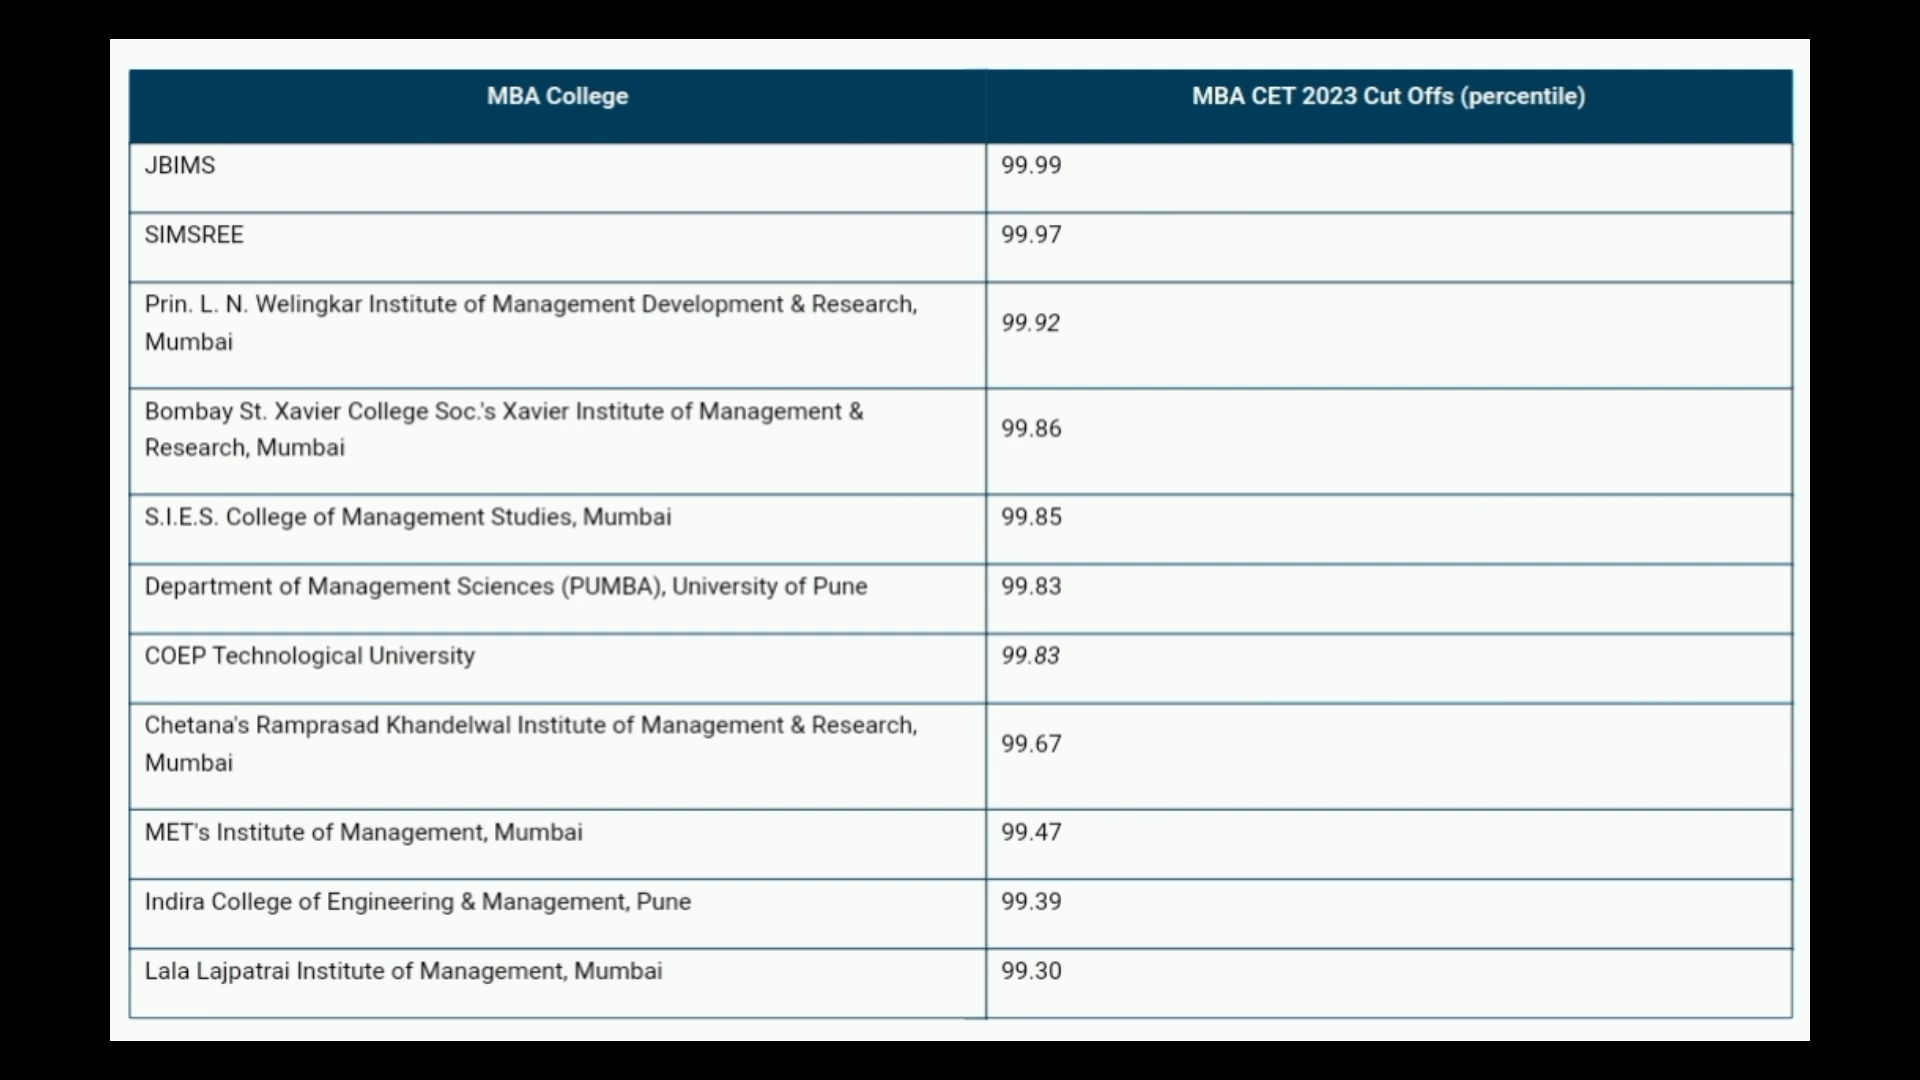 MBA College
MBA CET 2023 Cut Offs (percentile)
JBIMS
99.99
SIMSREE
99.97
Prin. L. N. Welingkar Institute of Management Development & Research,
Mumbai
99.92
Bombay St. Xavier College Soc.'s Xavier Institute of Management &
Research, Mumbai
99.86
S.I.E.S. College of Management Studies, Mumbai
99.85
Department of Management Sciences (PUMBA), University of Pune
99.83
COEP Technological University
99.83
Chetana's Ramprasad Khandelwal Institute of Management & Research,
Mumbai
99.67
MET's Institute of Management, Mumbai
99.47
Indira College of Engineering & Management, Pune
99.39
Lala Lajpatrai Institute of Management, Mumbai
99.30